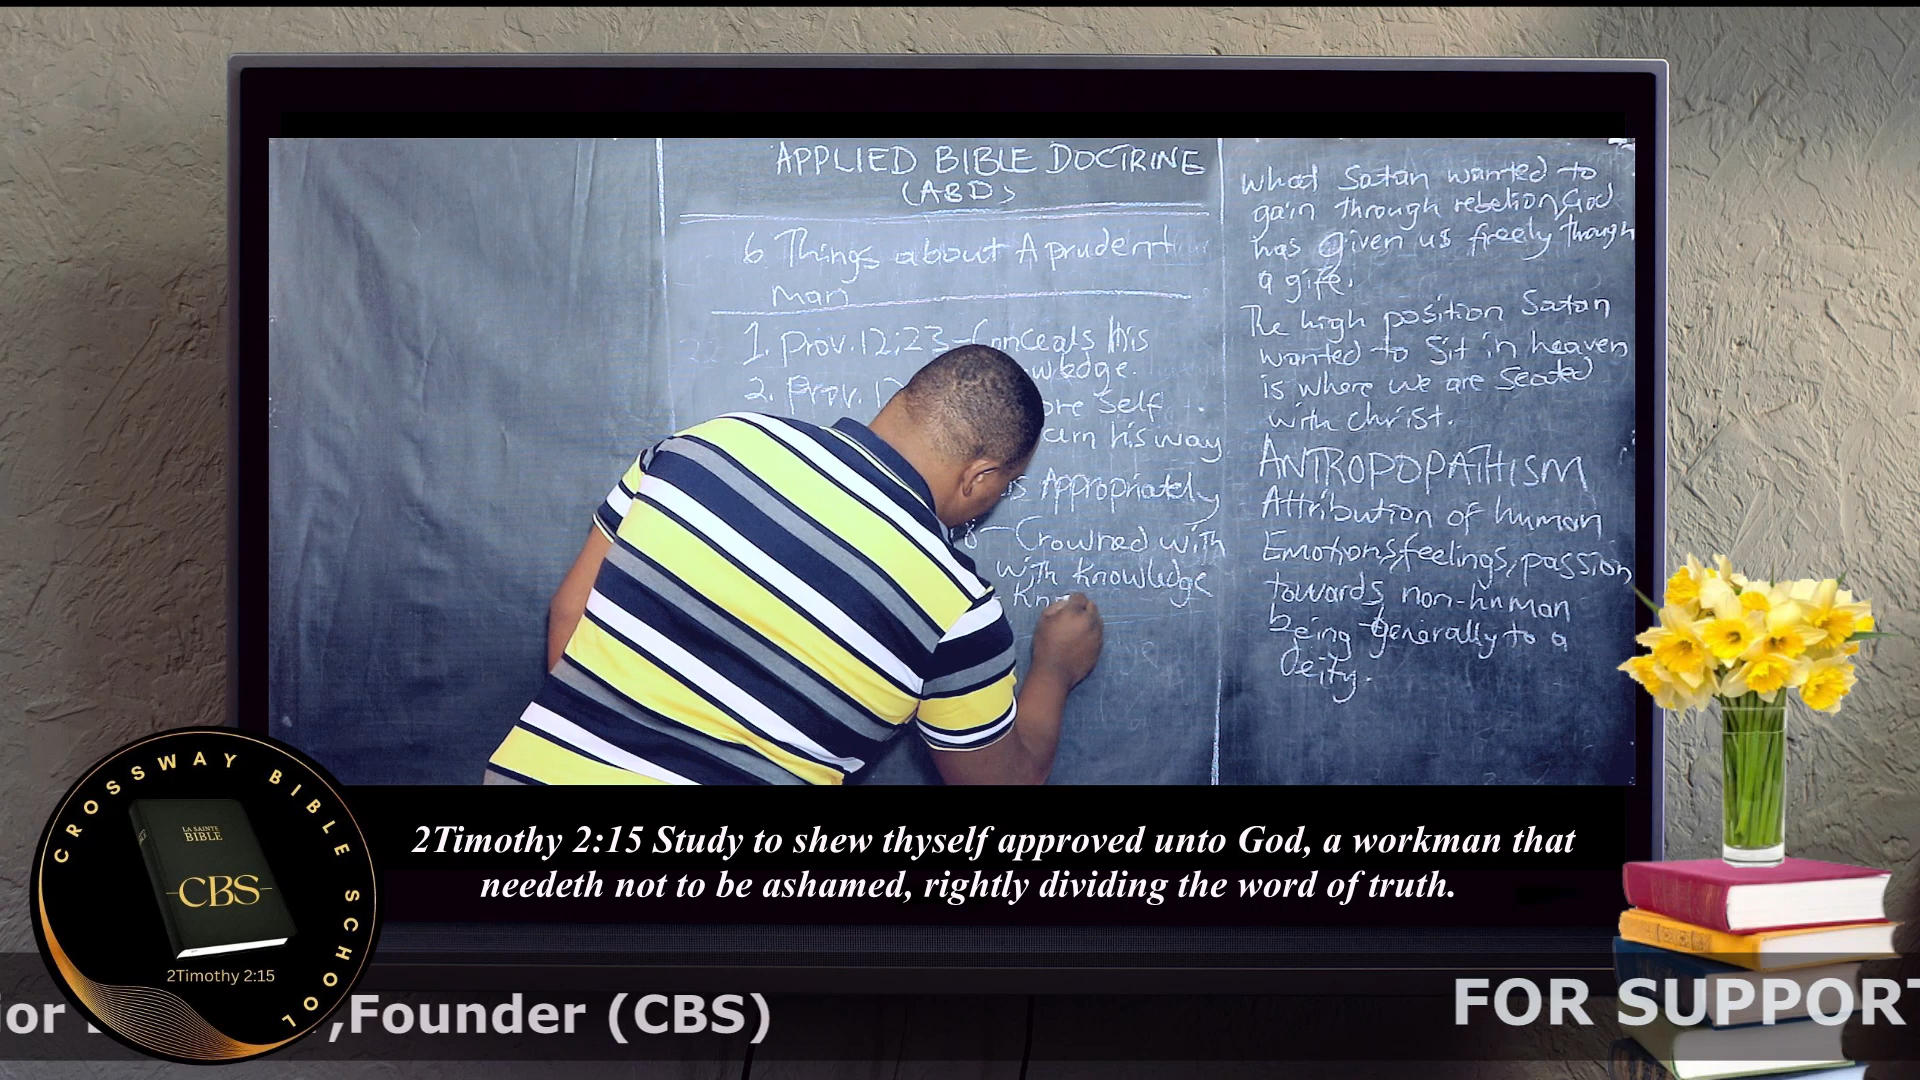 APPLIED BIBLE DOCTRINE
(ABD)
6 Things about A prudent
Man
1. Prov. 12:23 - Conceals His
2. Prov. 1
Self
his way
Appropriately
8 - Crowned with
with knowledge
What Satan wanted to
gain through rebelion, God
has given us freely through
a gife.
The high position Satan
wanted to Sit in heaven
is where we are Seated
with Christ.
ANTROPOPATHISM
Attribution of human
Emotions, feelings, passion
towards non-human
being generally to a
Deity.
2Timothy 2:15 Study to shew thyself approved unto God, a workman that
needeth not to be ashamed, rightly dividing the word of truth.
CROSSWAY BIBLE SCHOOL
LA SAINTE
BIBLE
CBS
2Timothy 2:15
,Founder (CBS)
FOR SUPPORT